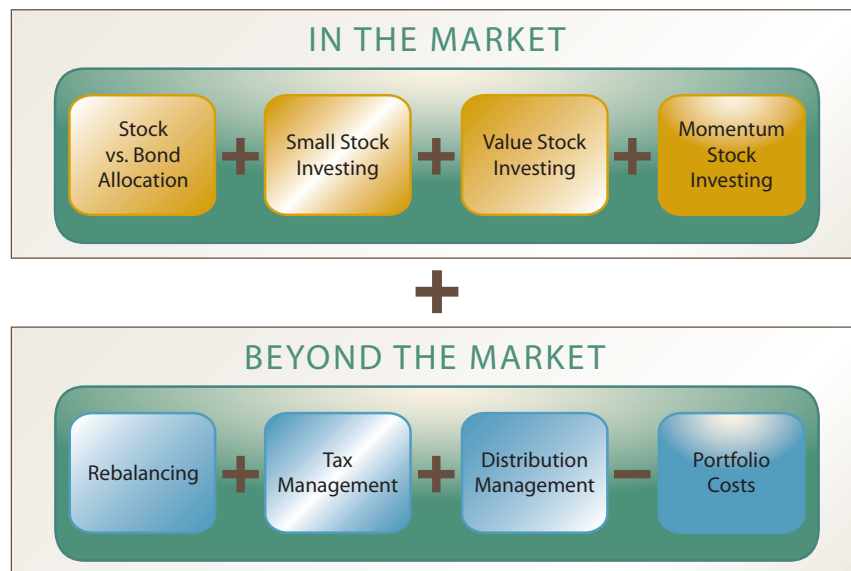 IN THE MARKET
Stock
vs. Bond
Allocation
+
Small Stock
Investing
+
Value Stock
Investing
+
Momentum
Stock
Investing
+
BEYOND THE MARKET
Rebalancing
+
Tax
Management
+
Distribution
Management
−
Portfolio
Costs